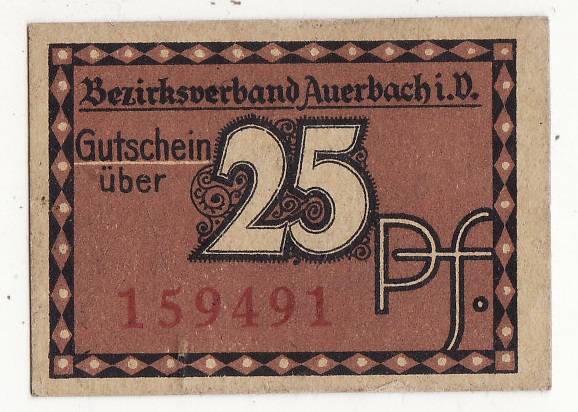 Bezirksverband Auerbach i.V.
Gutschein
über
25
Pf.
159491